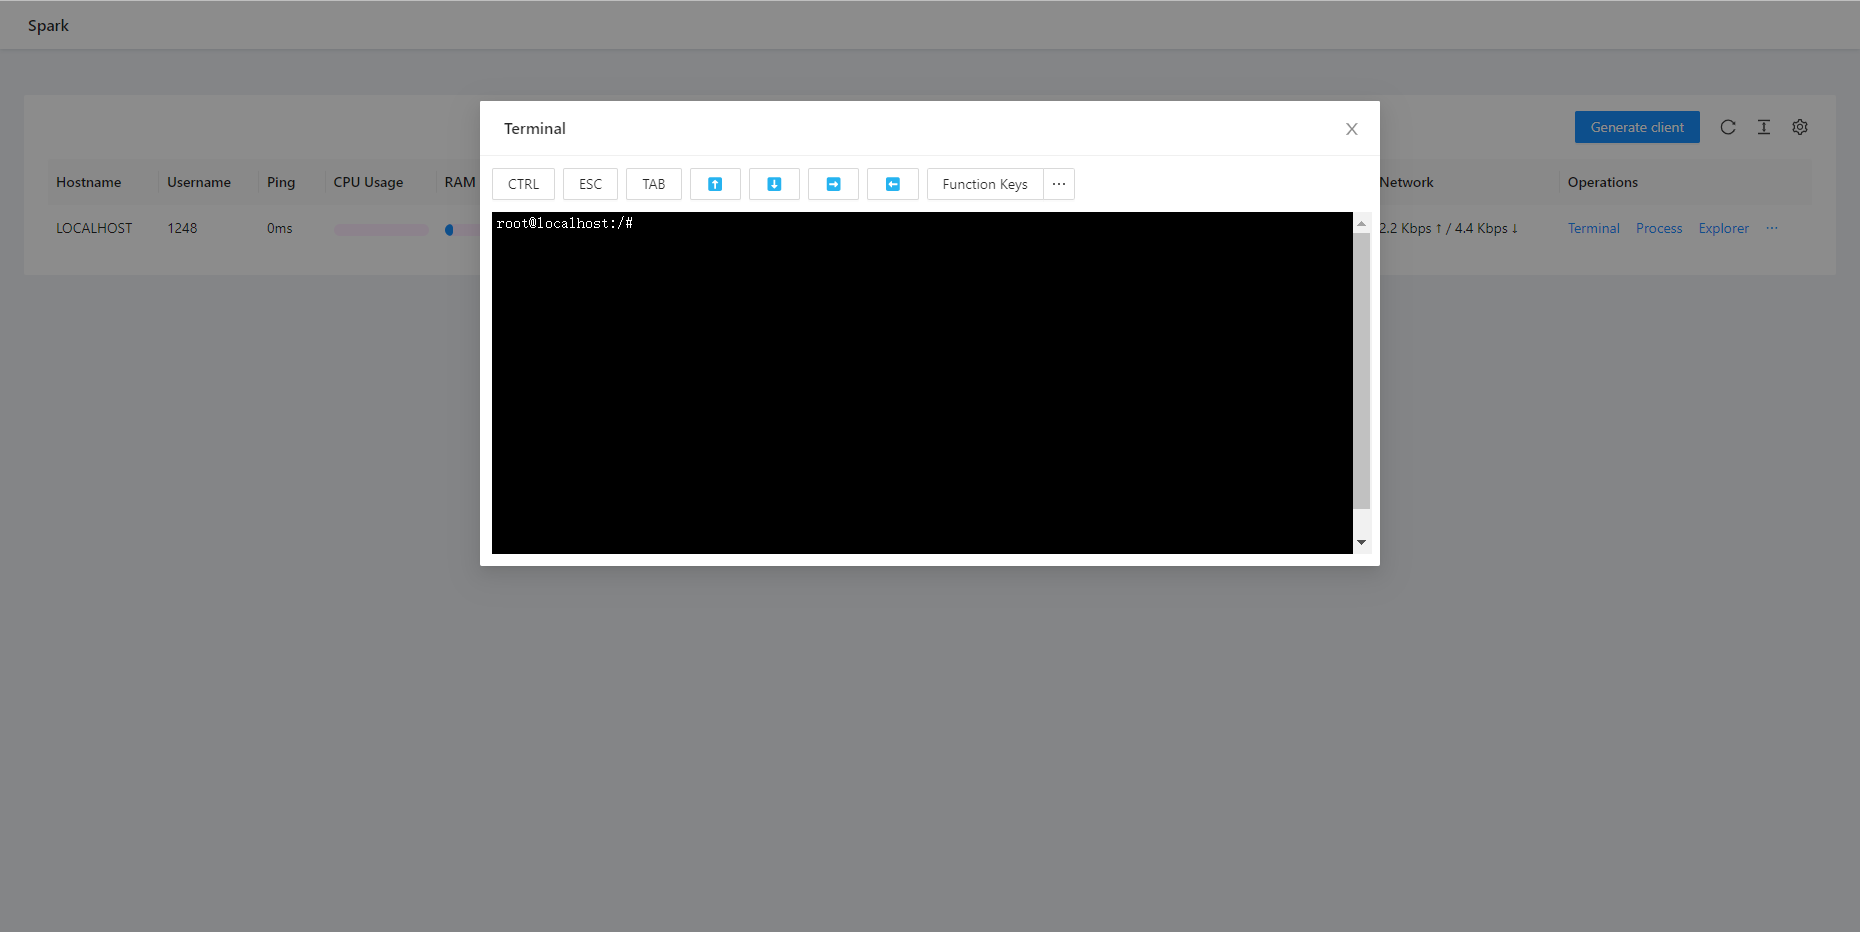 Spark
Terminal
Generate client
CTRL ESC TAB Function Keys ···
Hostname Username Ping CPU Usage RAM Network Operations
root@localhost:/#
LOCALHOST 1248 0ms 2.2 Kbps ↑ / 4.4 Kbps ↓ Terminal Process Explorer ···